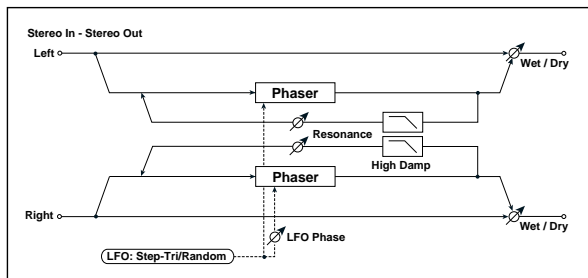 Stereo In - Stereo Out
Left
Wet / Dry
Phaser
Resonance
High Damp
Phaser
Right
Wet / Dry
LFO Phase
LFO: Step-Tri/Random